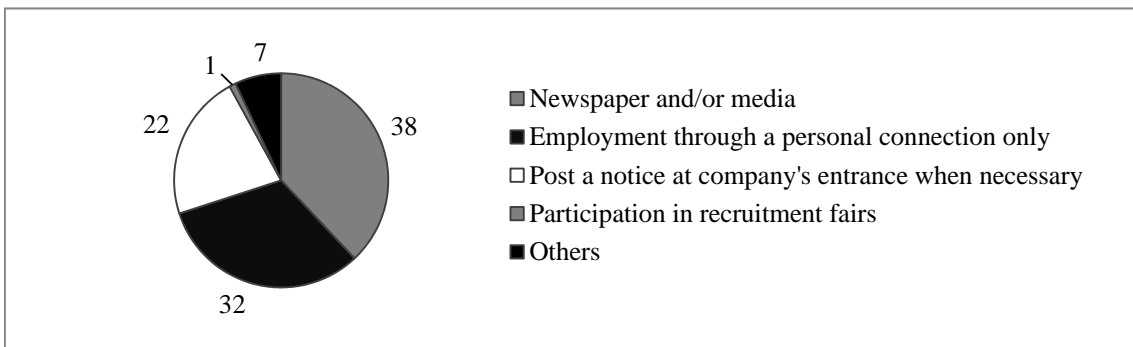 7
1
22
38
32
Newspaper and/or media
Employment through a personal connection only
Post a notice at company's entrance when necessary
Participation in recruitment fairs
Others